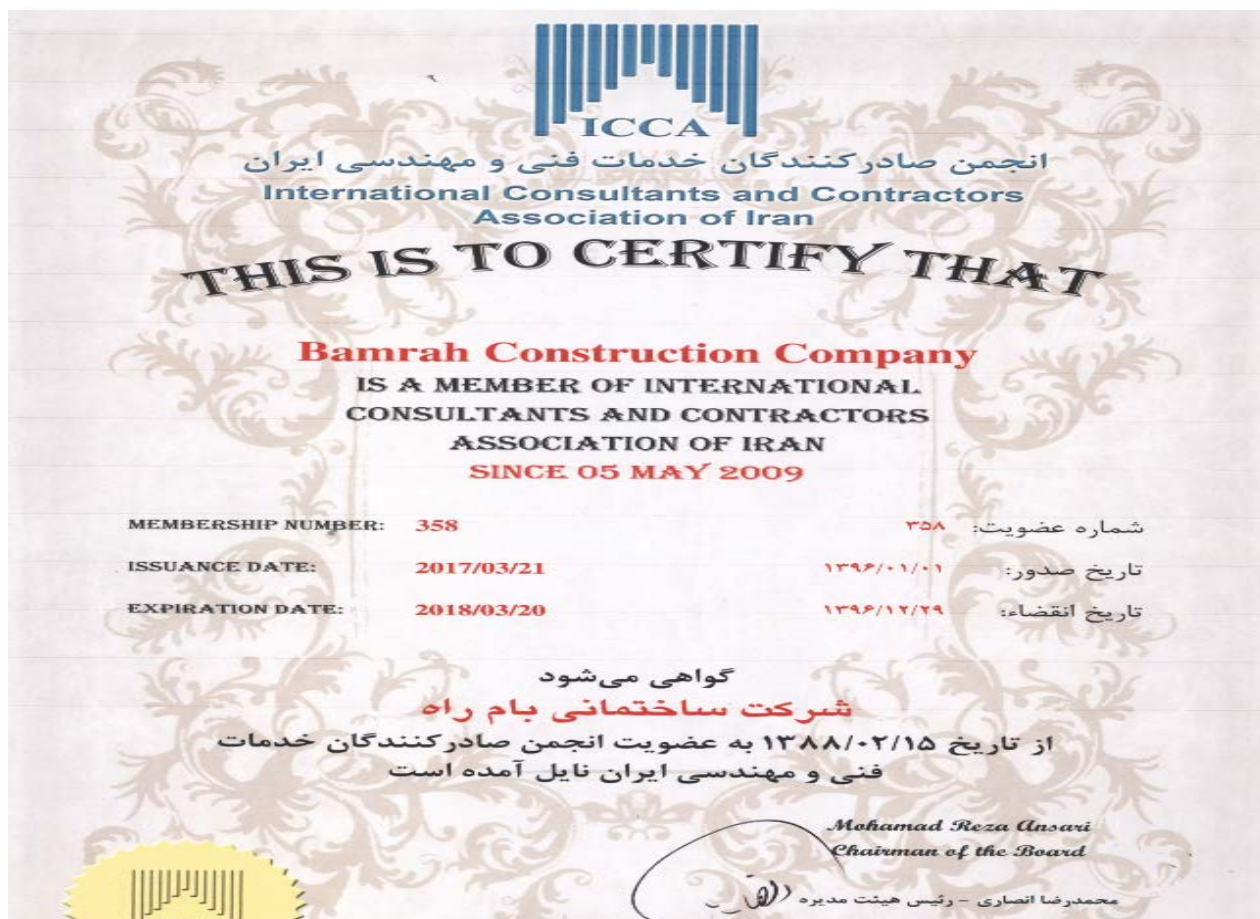 ICCA
انجمن صادرکنندگان خدمات فنی و مهندسی ایران
International Consultants and Contractors
Association of Iran
THIS IS TO CERTIFY THAT
Bamrah Construction Company
IS A MEMBER OF INTERNATIONAL
CONSULTANTS AND CONTRACTORS
ASSOCIATION OF IRAN
SINCE 05 MAY 2009
MEMBERSHIP NUMBER: 358
شماره عضویت: ۳۵۸
ISSUANCE DATE: 2017/03/21
تاریخ صدور: ۱۳۹۶/۰۱/۰۱
EXPIRATION DATE: 2018/03/20
تاریخ انقضاء: ۱۳۹۶/۱۲/۲۹
گواهی می‌شود
شرکت ساختمانی بام راه
از تاریخ ۱۳۸۸/۰۲/۱۵ به عضویت انجمن صادرکنندگان خدمات
فنی و مهندسی ایران نایل آمده است
Mohamad Reza Ansari
Chairman of the Board
محمدرضا انصاری - رئیس هیئت مدیره